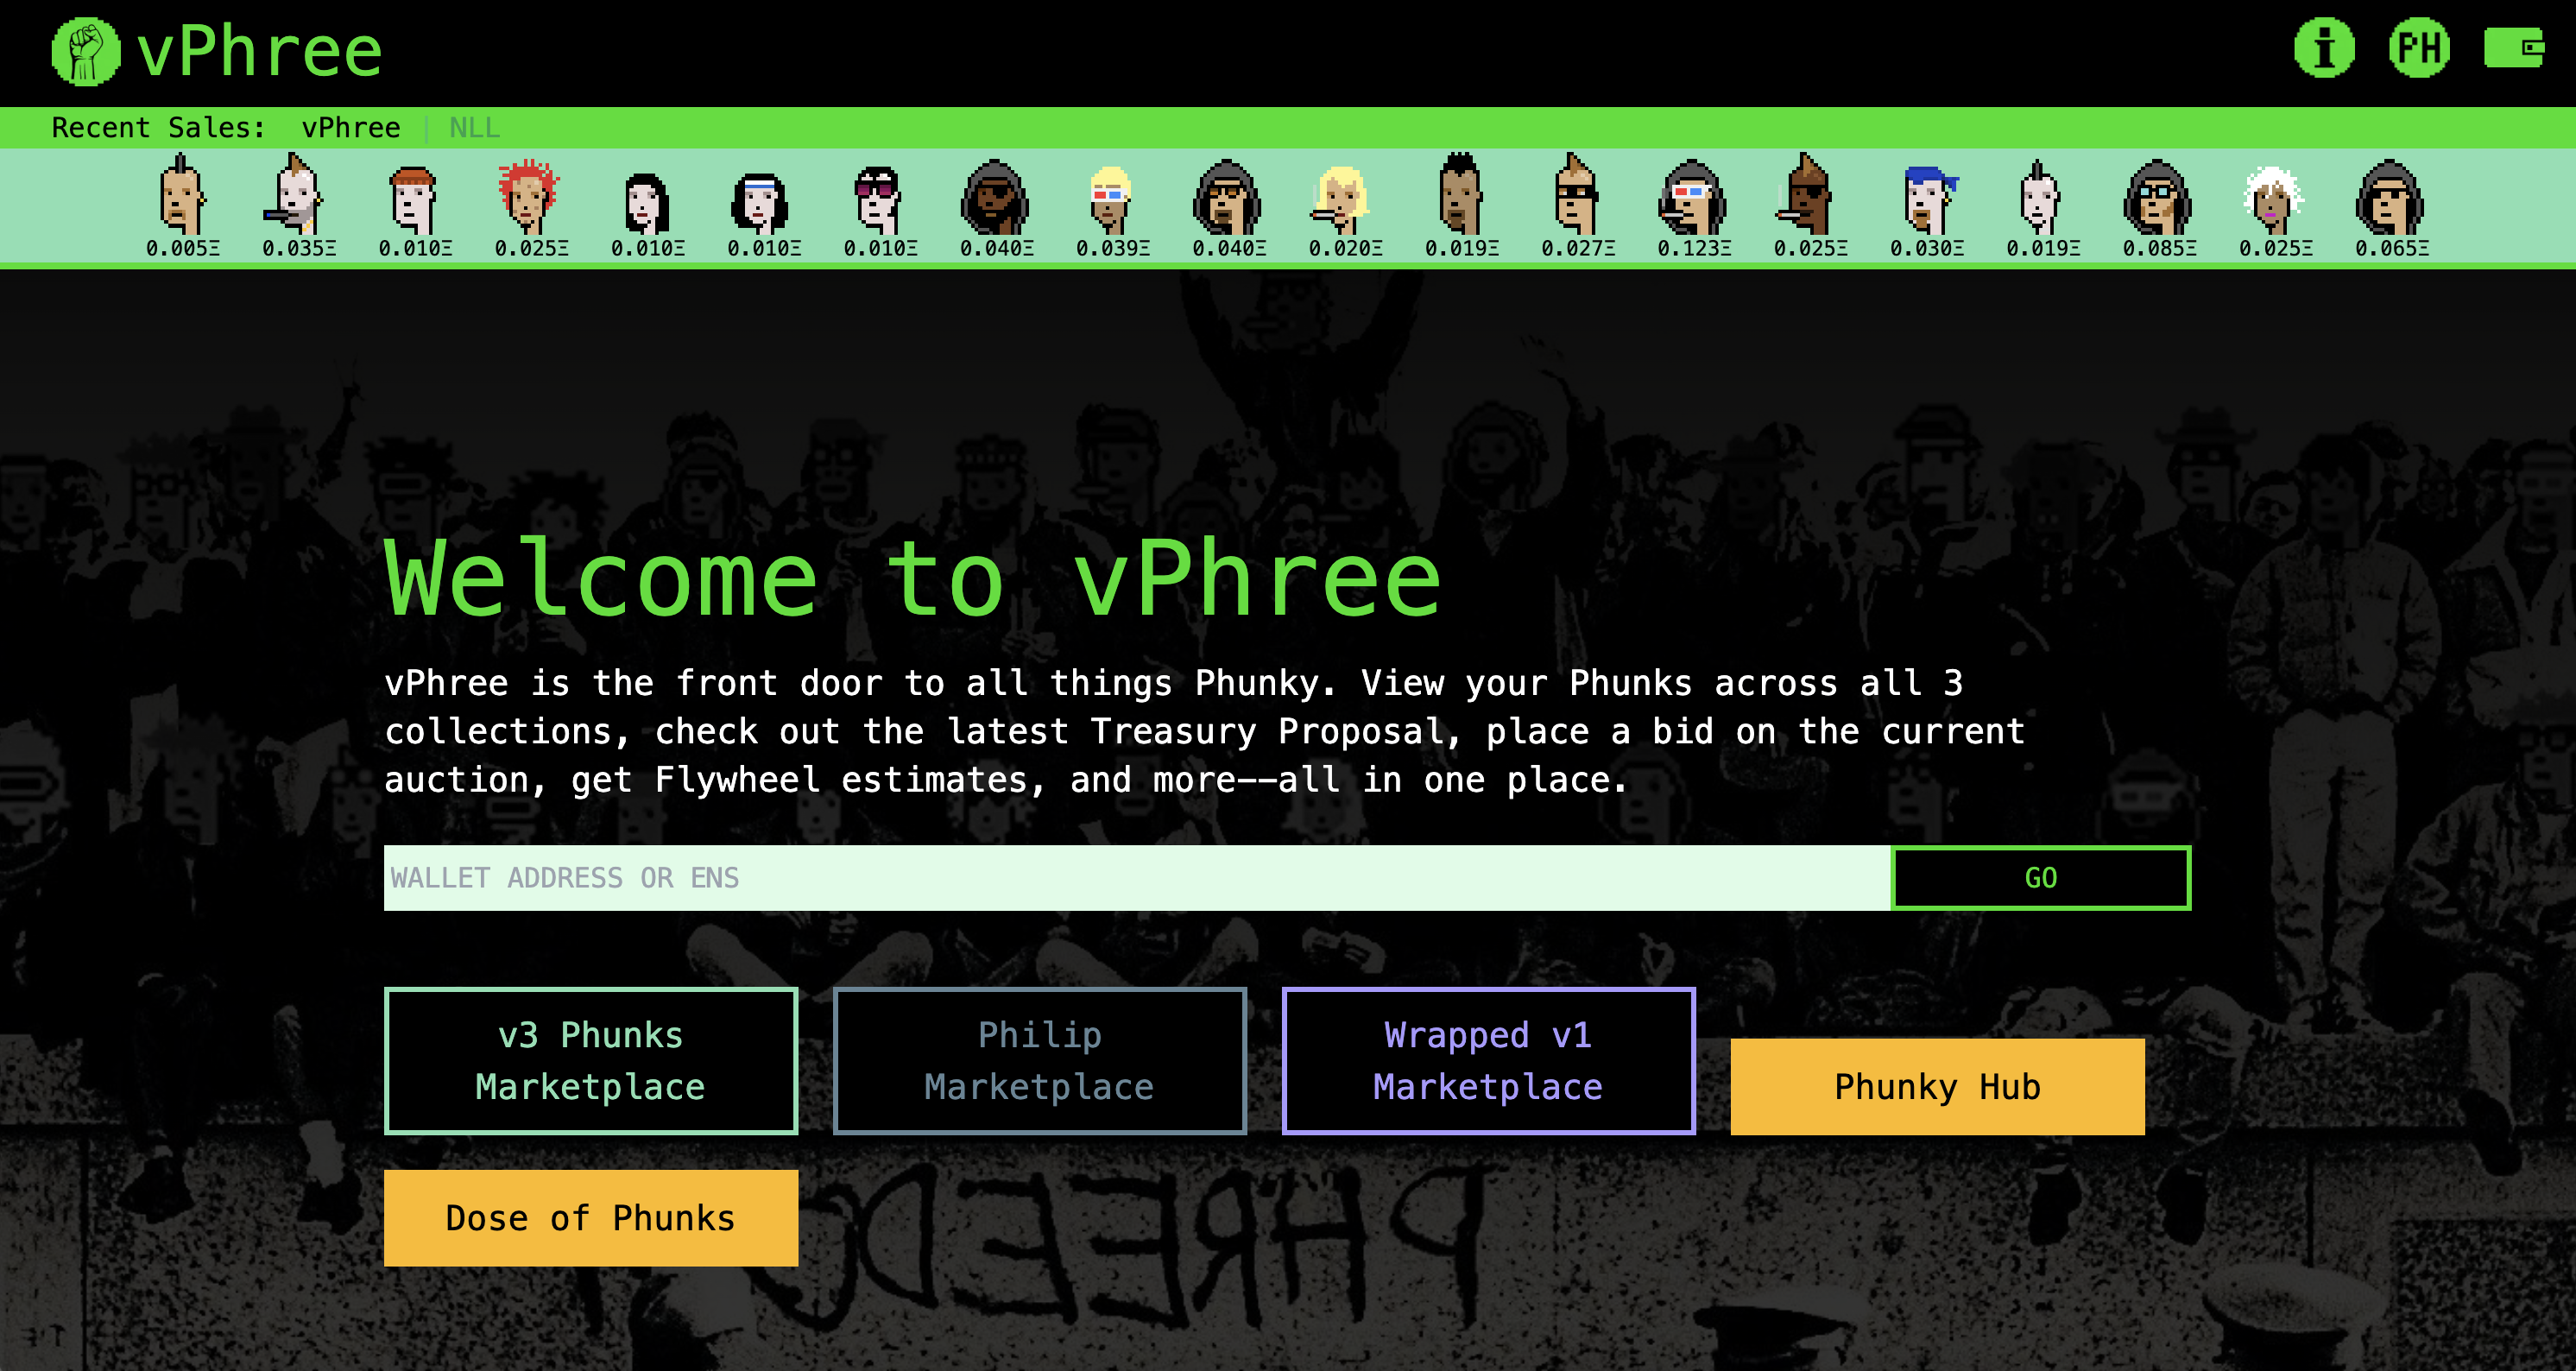 vPhree
PH
Recent Sales: vPhree | NLL
0.005Ξ 0.035Ξ 0.010Ξ 0.025Ξ 0.010Ξ 0.010Ξ 0.010Ξ 0.040Ξ 0.039Ξ 0.040Ξ 0.020Ξ 0.019Ξ 0.027Ξ 0.123Ξ 0.025Ξ 0.030Ξ 0.019Ξ 0.085Ξ 0.025Ξ 0.065Ξ
Welcome to vPhree
vPhree is the front door to all things Phunky. View your Phunks across all 3
collections, check out the latest Treasury Proposal, place a bid on the current
auction, get Flywheel estimates, and more--all in one place.
WALLET ADDRESS OR ENS
GO
v3 Phunks
Marketplace
Philip
Marketplace
Wrapped v1
Marketplace
Phunky Hub
Dose of Phunks
PHREEDO